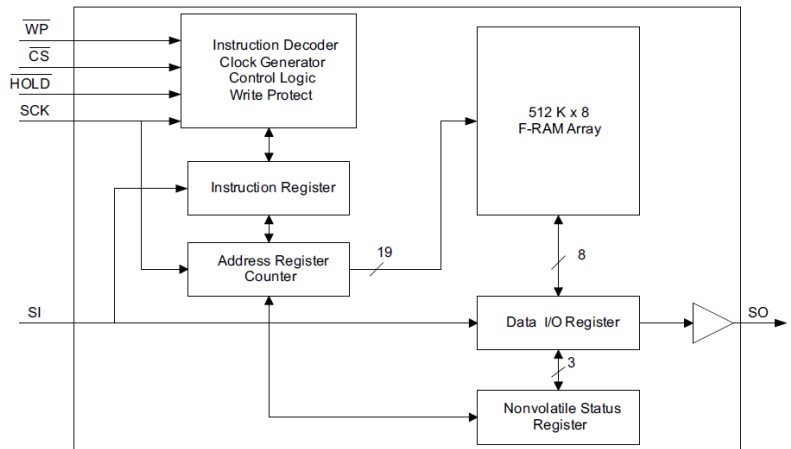 WP
CS
HOLD
SCK
Instruction Decoder
Clock Generator
Control Logic
Write Protect
512 K x 8
F-RAM Array
Instruction Register
Address Register
Counter
19
8
SI
Data I/O Register
SO
3
Nonvolatile Status
Register